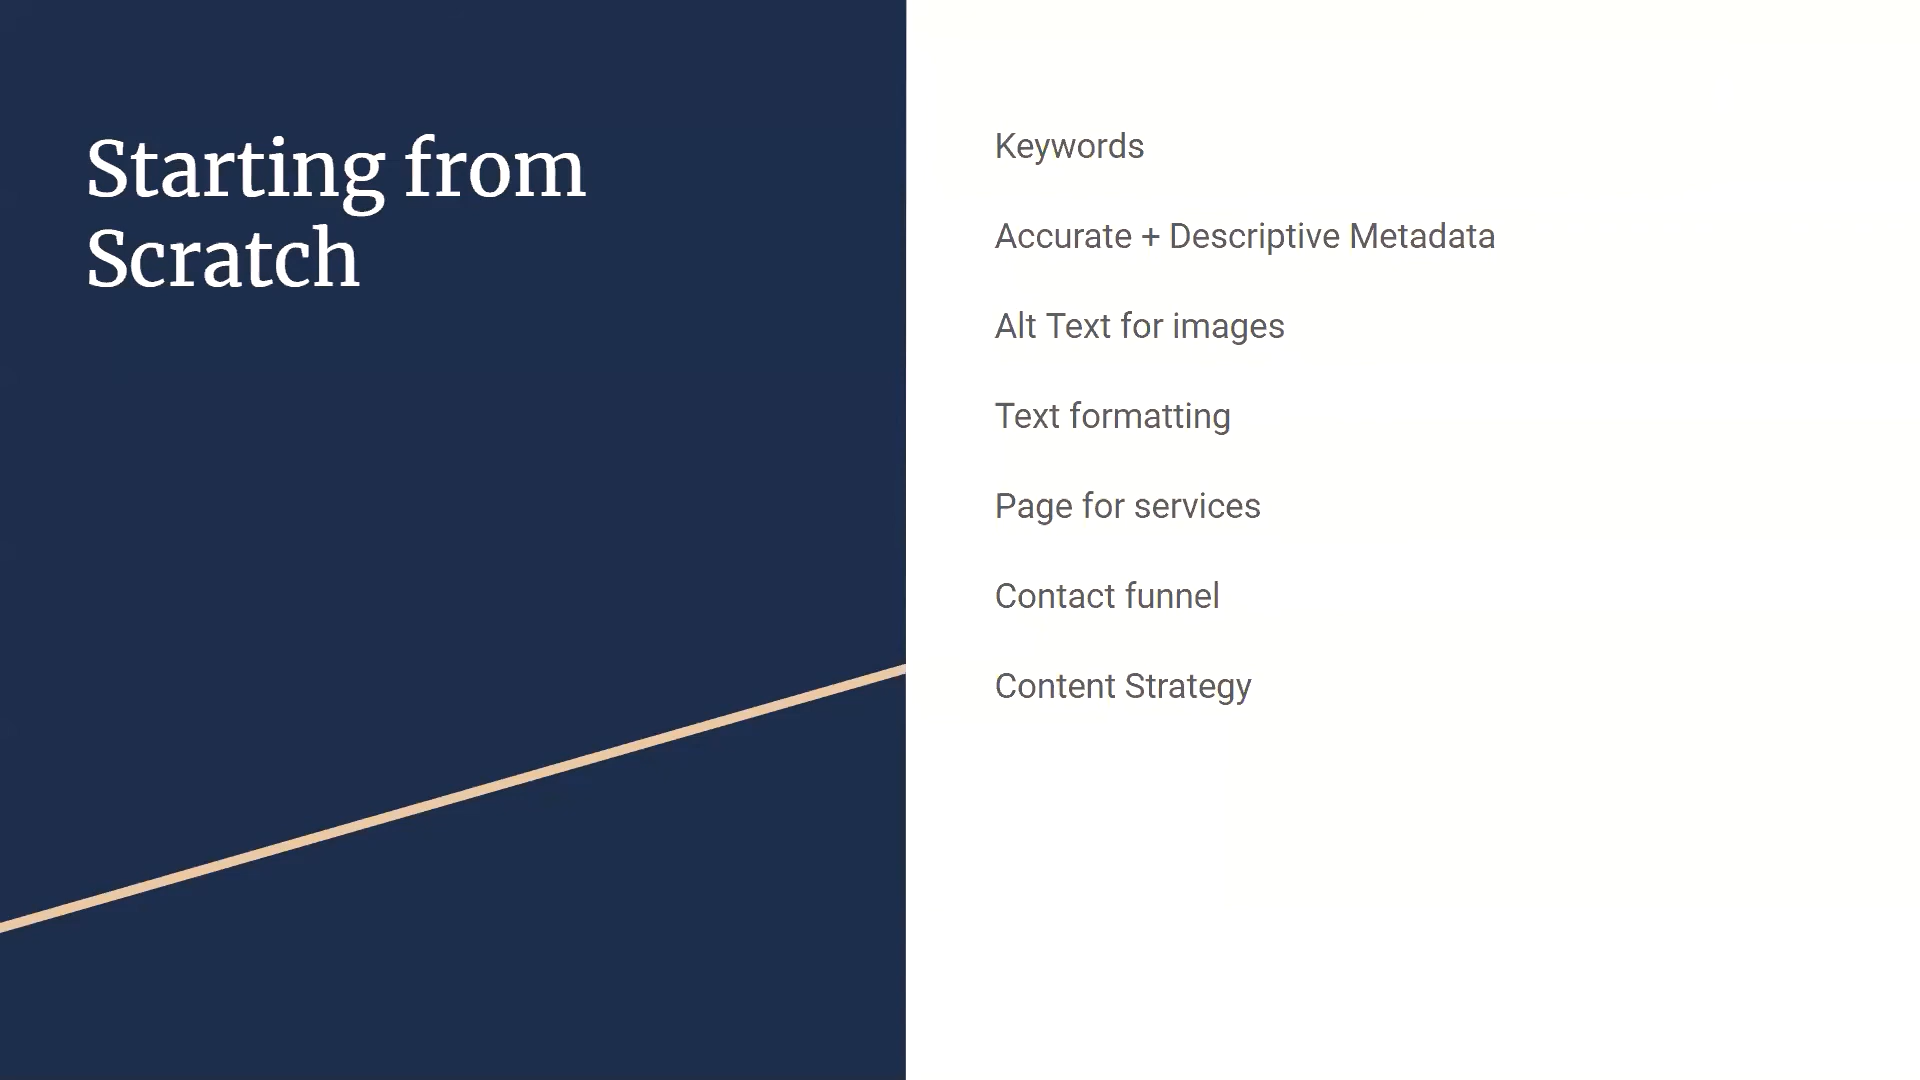 Starting from
Scratch
Keywords
Accurate + Descriptive Metadata
Alt Text for images
Text formatting
Page for services
Contact funnel
Content Strategy